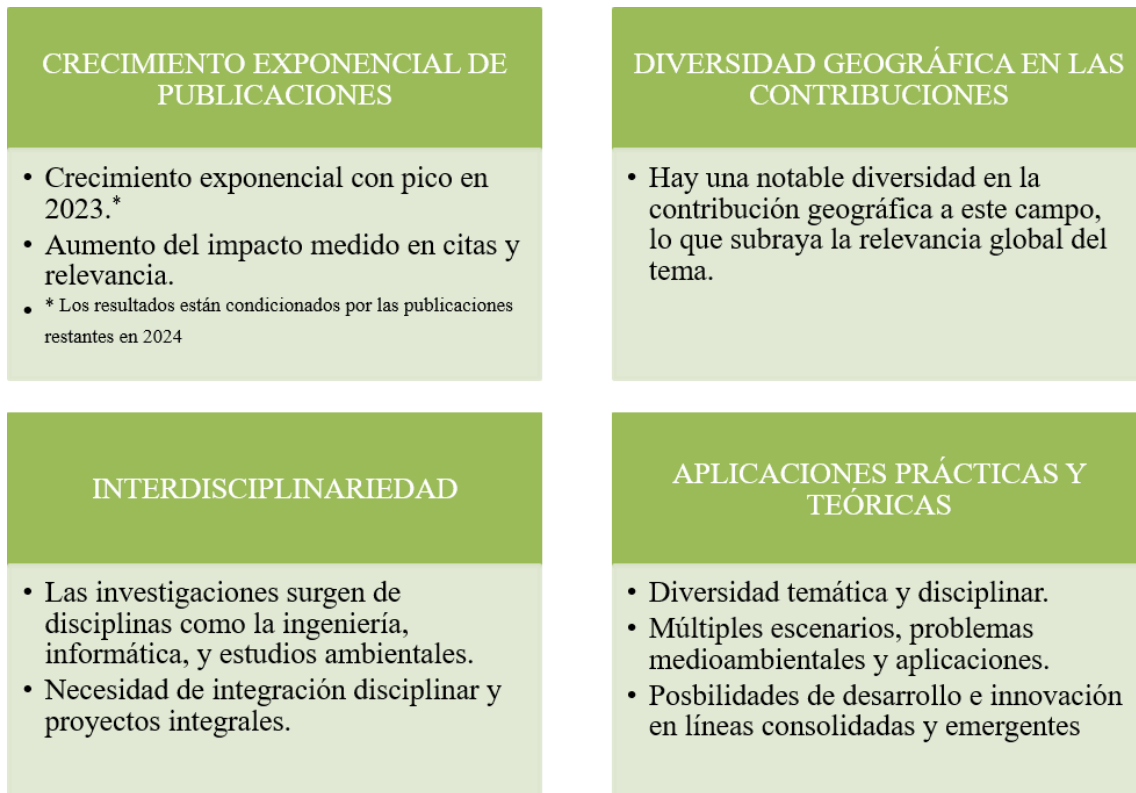 CRECIMIENTO EXPONENCIAL DE
PUBLICACIONES
• Crecimiento exponencial con pico en
2023.*
• Aumento del impacto medido en citas y
relevancia.
• * Los resultados están condicionados por las publicaciones
restantes en 2024
DIVERSIDAD GEOGRÁFICA EN LAS
CONTRIBUCIONES
• Hay una notable diversidad en la
contribución geográfica a este campo,
lo que subraya la relevancia global del
tema.
INTERDISCIPLINARIEDAD
• Las investigaciones surgen de
disciplinas como la ingeniería,
informática, y estudios ambientales.
• Necesidad de integración disciplinar y
proyectos integrales.
APLICACIONES PRÁCTICAS Y
TEÓRICAS
• Diversidad temática y disciplinar.
• Múltiples escenarios, problemas
medioambientales y aplicaciones.
• Posbilidades de desarrollo e innovación
en líneas consolidadas y emergentes